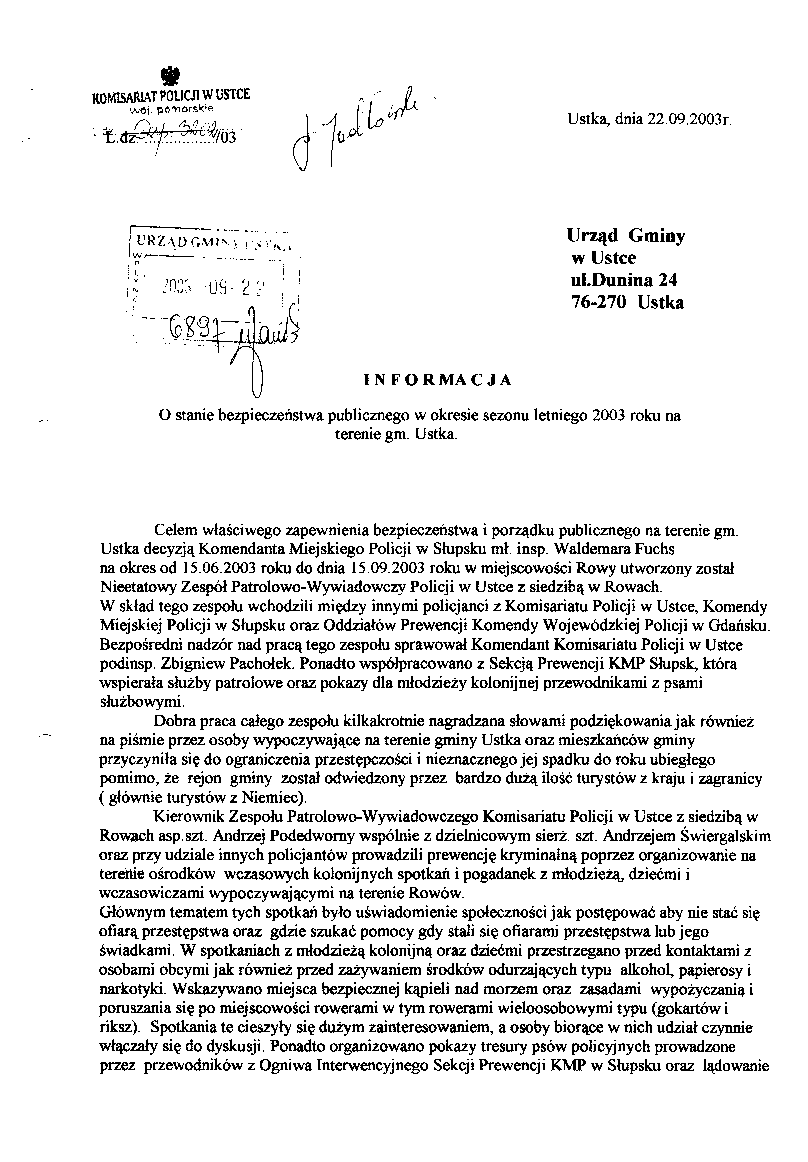 KOMISARIAT POLICJI W USTCE
woj. pomorskie
Ł.dz. /03
Ustka, dnia 22.09.2003r.
URZĄD GMINY USTKA
2003 -09- 22
6897
Urząd Gminy
w Ustce
ul.Dunina 24
76-270 Ustka
I N F O R M A C J A
O stanie bezpieczeństwa publicznego w okresie sezonu letniego 2003 roku na
terenie gm. Ustka.
Celem właściwego zapewnienia bezpieczeństwa i porządku publicznego na terenie gm.
Ustka decyzją Komendanta Miejskiego Policji w Słupsku mł. insp. Waldemara Fuchs
na okres od 15.06.2003 roku do dnia 15.09.2003 roku w miejscowości Rowy utworzony został
Nieetatowy Zespół Patrolowo-Wywiadowczy Policji w Ustce z siedzibą w Rowach.
W skład tego zespołu wchodzili między innymi policjanci z Komisariatu Policji w Ustce, Komendy
Miejskiej Policji w Słupsku oraz Oddziałów Prewencji Komendy Wojewódzkiej Policji w Gdańsku.
Bezpośredni nadzór nad pracą tego zespołu sprawował Komendant Komisariatu Policji w Ustce
podinsp. Zbigniew Pachołek. Ponadto współpracowano z Sekcją Prewencji KMP Słupsk, która
wspierała służby patrolowe oraz pokazy dla młodzieży kolonijnej przewodnikami z psami
służbowymi.
Dobra praca całego zespołu kilkakrotnie nagradzana słowami podziękowania jak również
na piśmie przez osoby wypoczywające na terenie gminy Ustka oraz mieszkańców gminy
przyczyniła się do ograniczenia przestępczości i nieznacznego jej spadku do roku ubiegłego
pomimo, że rejon gminy został odwiedzony przez bardzo dużą ilość turystów z kraju i zagranicy
( głównie turystów z Niemiec).
Kierownik Zespołu Patrolowo-Wywiadowczego Komisariatu Policji w Ustce z siedzibą w
Rowach asp.szt. Andrzej Podedworny wspólnie z dzielnicowym sierż. szt. Andrzejem Świergalskim
oraz przy udziale innych policjantów prowadzili prewencję kryminalną poprzez organizowanie na
terenie ośrodków wczasowych kolonijnych spotkań i pogadanek z młodzieżą, dziećmi i
wczasowiczami wypoczywającymi na terenie Rowów.
Głównym tematem tych spotkań było uświadomienie społeczności jak postępować aby nie stać się
ofiarą przestępstwa oraz gdzie szukać pomocy gdy stali się ofiarami przestępstwa lub jego
świadkami. W spotkaniach z młodzieżą kolonijną oraz dziećmi przestrzegano przed kontaktami z
osobami obcymi jak również przed zażywaniem środków odurzających typu alkohol, papierosy i
narkotyki. Wskazywano miejsca bezpiecznej kąpieli nad morzem oraz zasadami wypożyczania i
poruszania się po miejscowości rowerami w tym rowerami wieloosobowymi typu (gokartów i
riksz). Spotkania te cieszyły się dużym zainteresowaniem, a osoby biorące w nich udział czynnie
włączały się do dyskusji. Ponadto organizowano pokazy tresury psów policyjnych prowadzone
przez przewodników z Ogniwa Interwencyjnego Sekcji Prewencji KMP w Słupsku oraz lądowanie